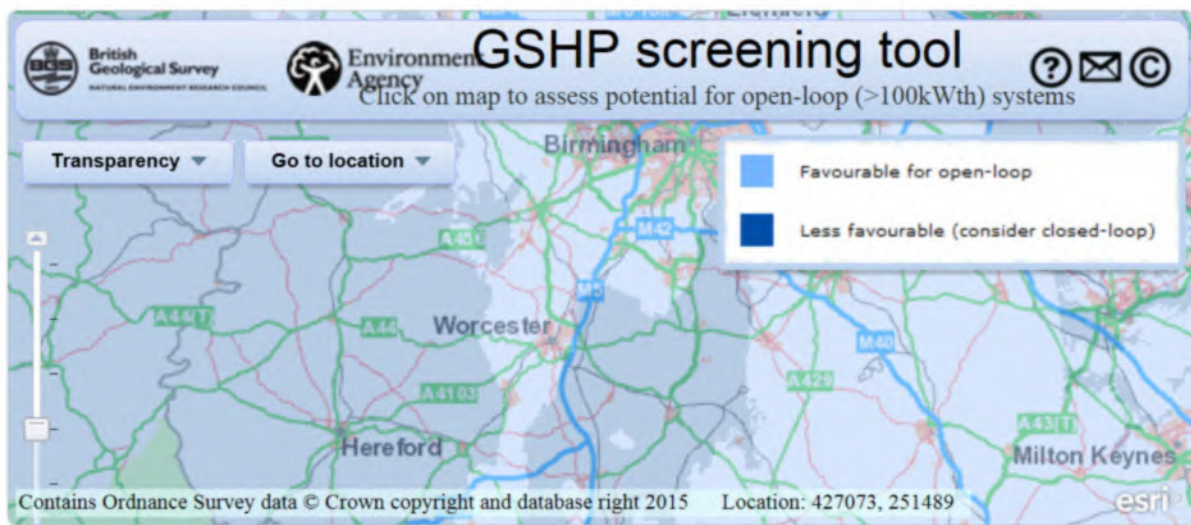 British
Geological Survey
NATURAL ENVIRONMENT RESEARCH COUNCIL
BGS
Environment
Agency
GSHP screening tool
Click on map to assess potential for open-loop (>100kWth) systems
Transparency
Go to location
Favourable for open-loop
Less favourable (consider closed-loop)
Birmingham
M42
M5
A44(T)
A44
Worcester
M40
A4103
A429
Hereford
A43(T)
Milton Keynes
Contains Ordnance Survey data © Crown copyright and database right 2015
Location: 427073, 251489
esri